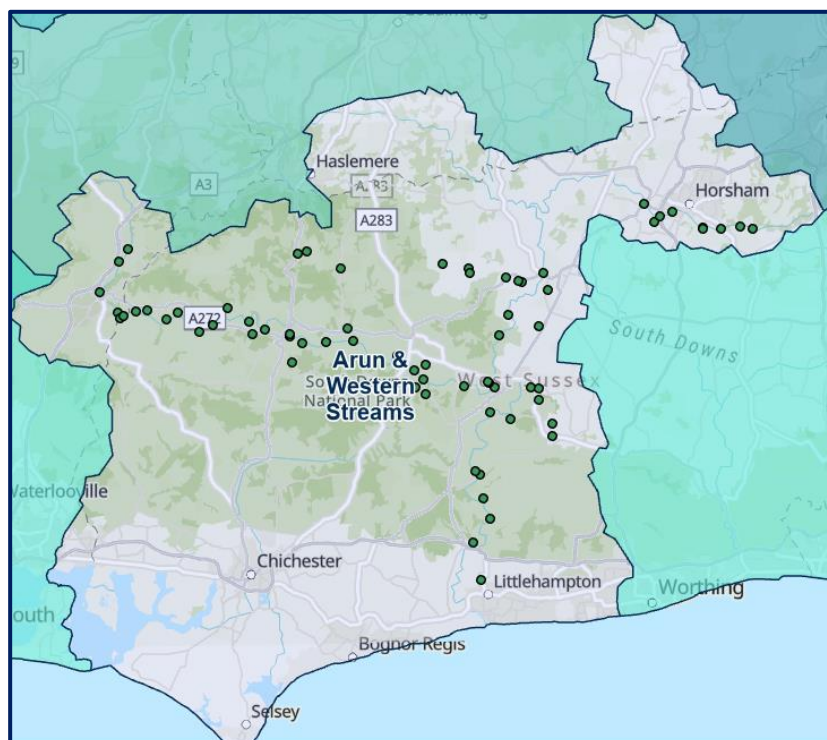 Haslemere
A3
A283
Horsham
A272
South Downs
Arun &
Western
Streams
West Sussex
National Park
Waterlooville
Chichester
Littlehampton
Worthing
outh
Bognor Regis
Selsey